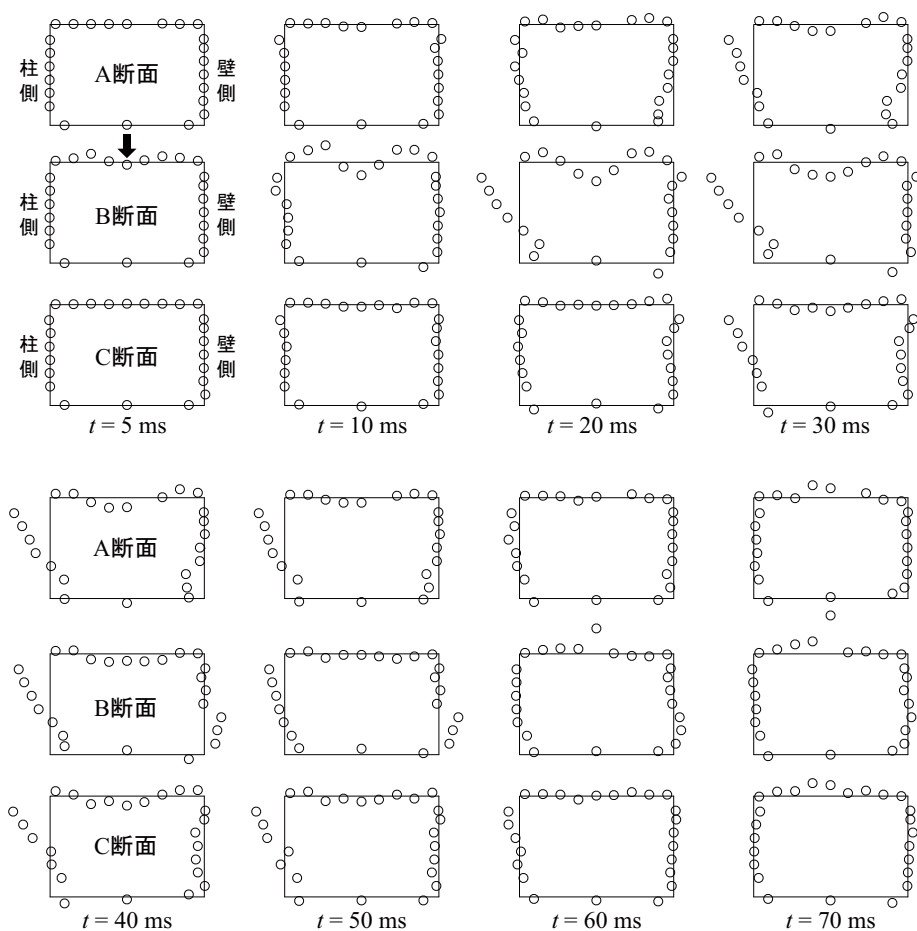 柱側
A断面
壁側
柱側
B断面
壁側
柱側
C断面
壁側
t = 5 ms
t = 10 ms
t = 20 ms
t = 30 ms
A断面
B断面
C断面
t = 40 ms
t = 50 ms
t = 60 ms
t = 70 ms